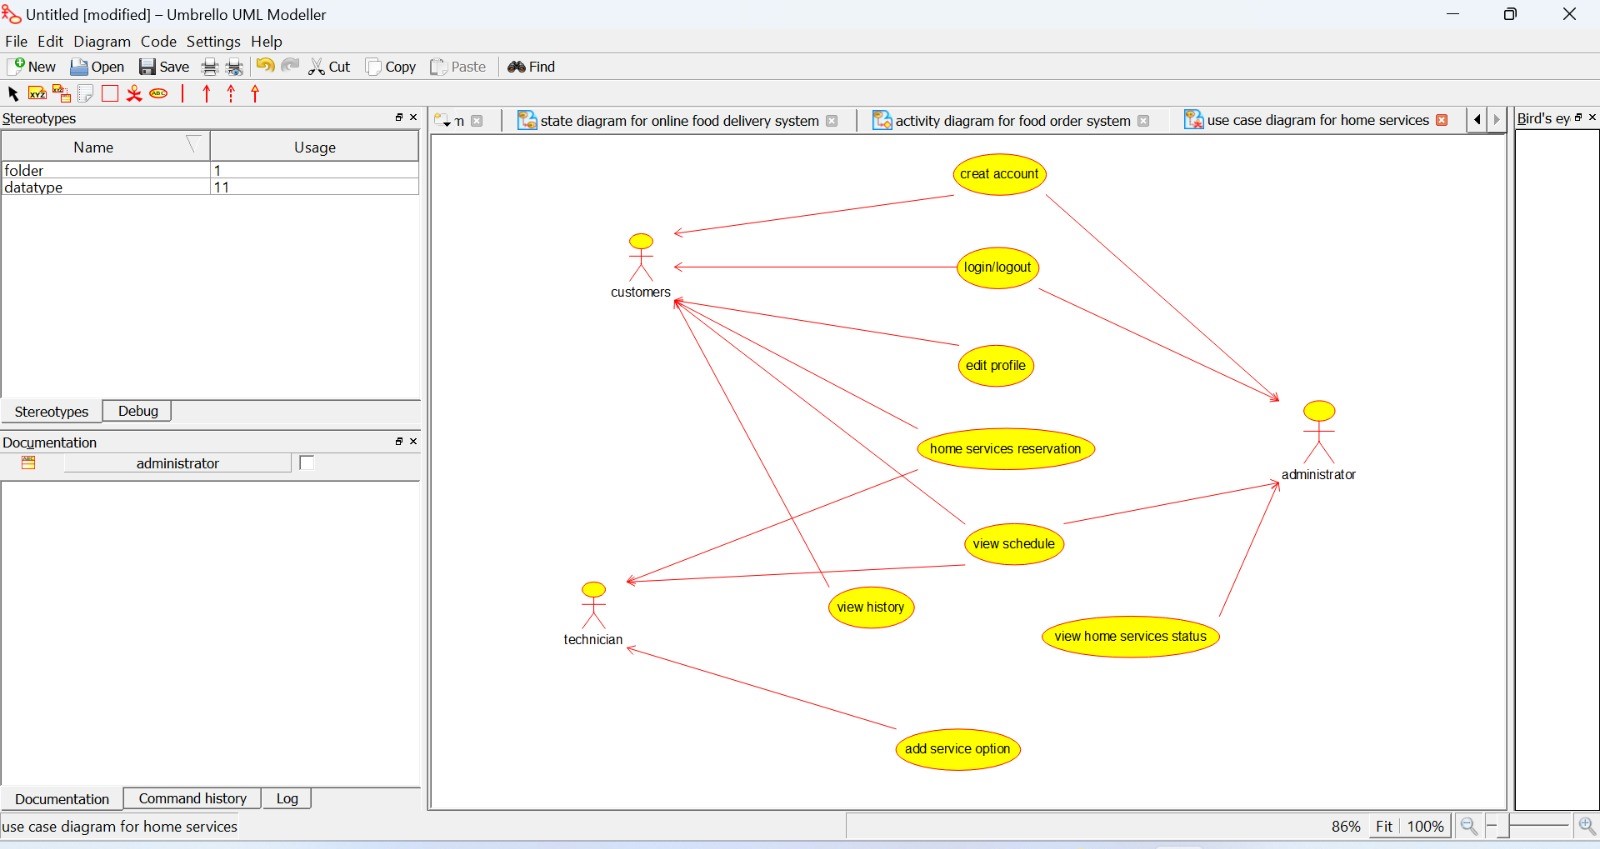 Untitled [modified] – Umbrello UML Modeller
File Edit Diagram Code Settings Help
New Open Save Cut Copy Paste Find
XYZ XYZ ABC
Stereotypes
Name Usage
folder 1
datatype 11
Stereotypes Debug
Documentation
administrator
Documentation Command history Log
use case diagram for home services
m state diagram for online food delivery system activity diagram for food order system use case diagram for home services
Bird's ey
creat account
login/logout
customers
edit profile
home services reservation
administrator
view schedule
view history
technician
view home services status
add service option
86% Fit 100%